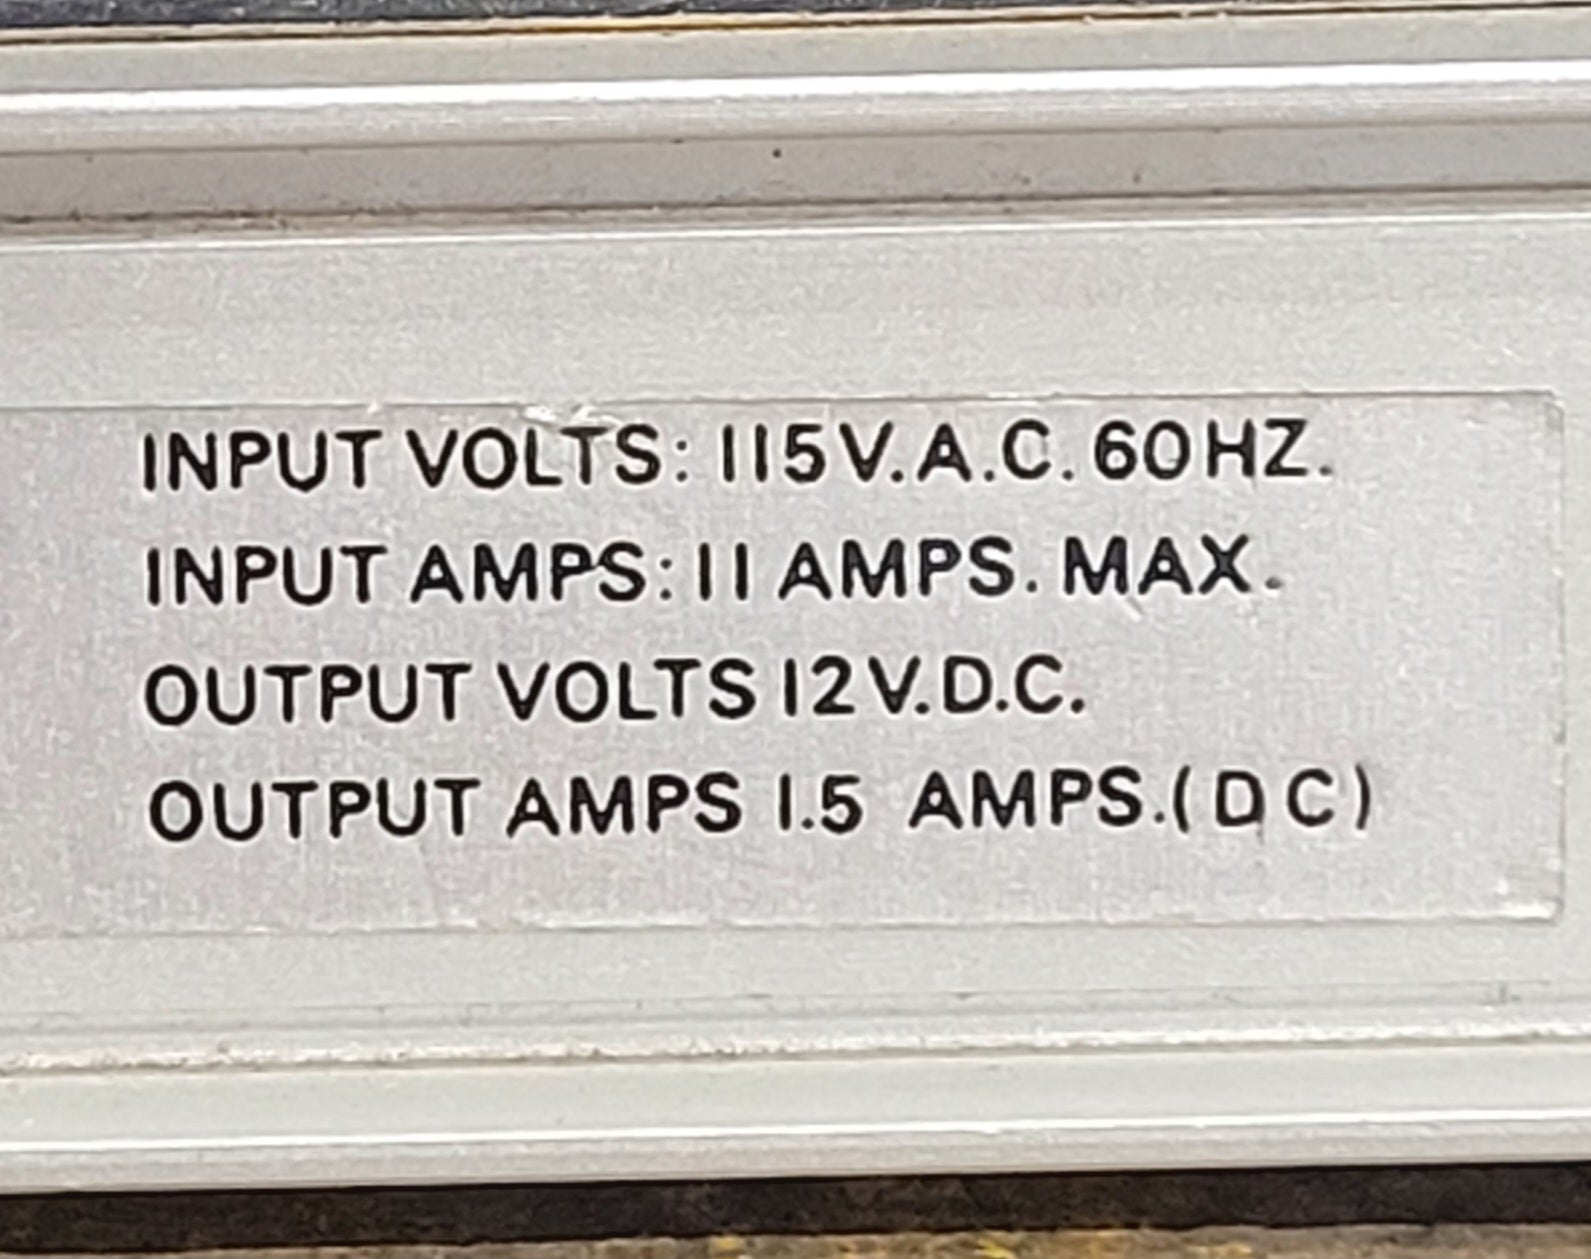 INPUT VOLTS: 115V.A.C. 60HZ.
INPUT AMPS: 11 AMPS. MAX.
OUTPUT VOLTS 12V.D.C.
OUTPUT AMPS 1.5 AMPS.(DC)